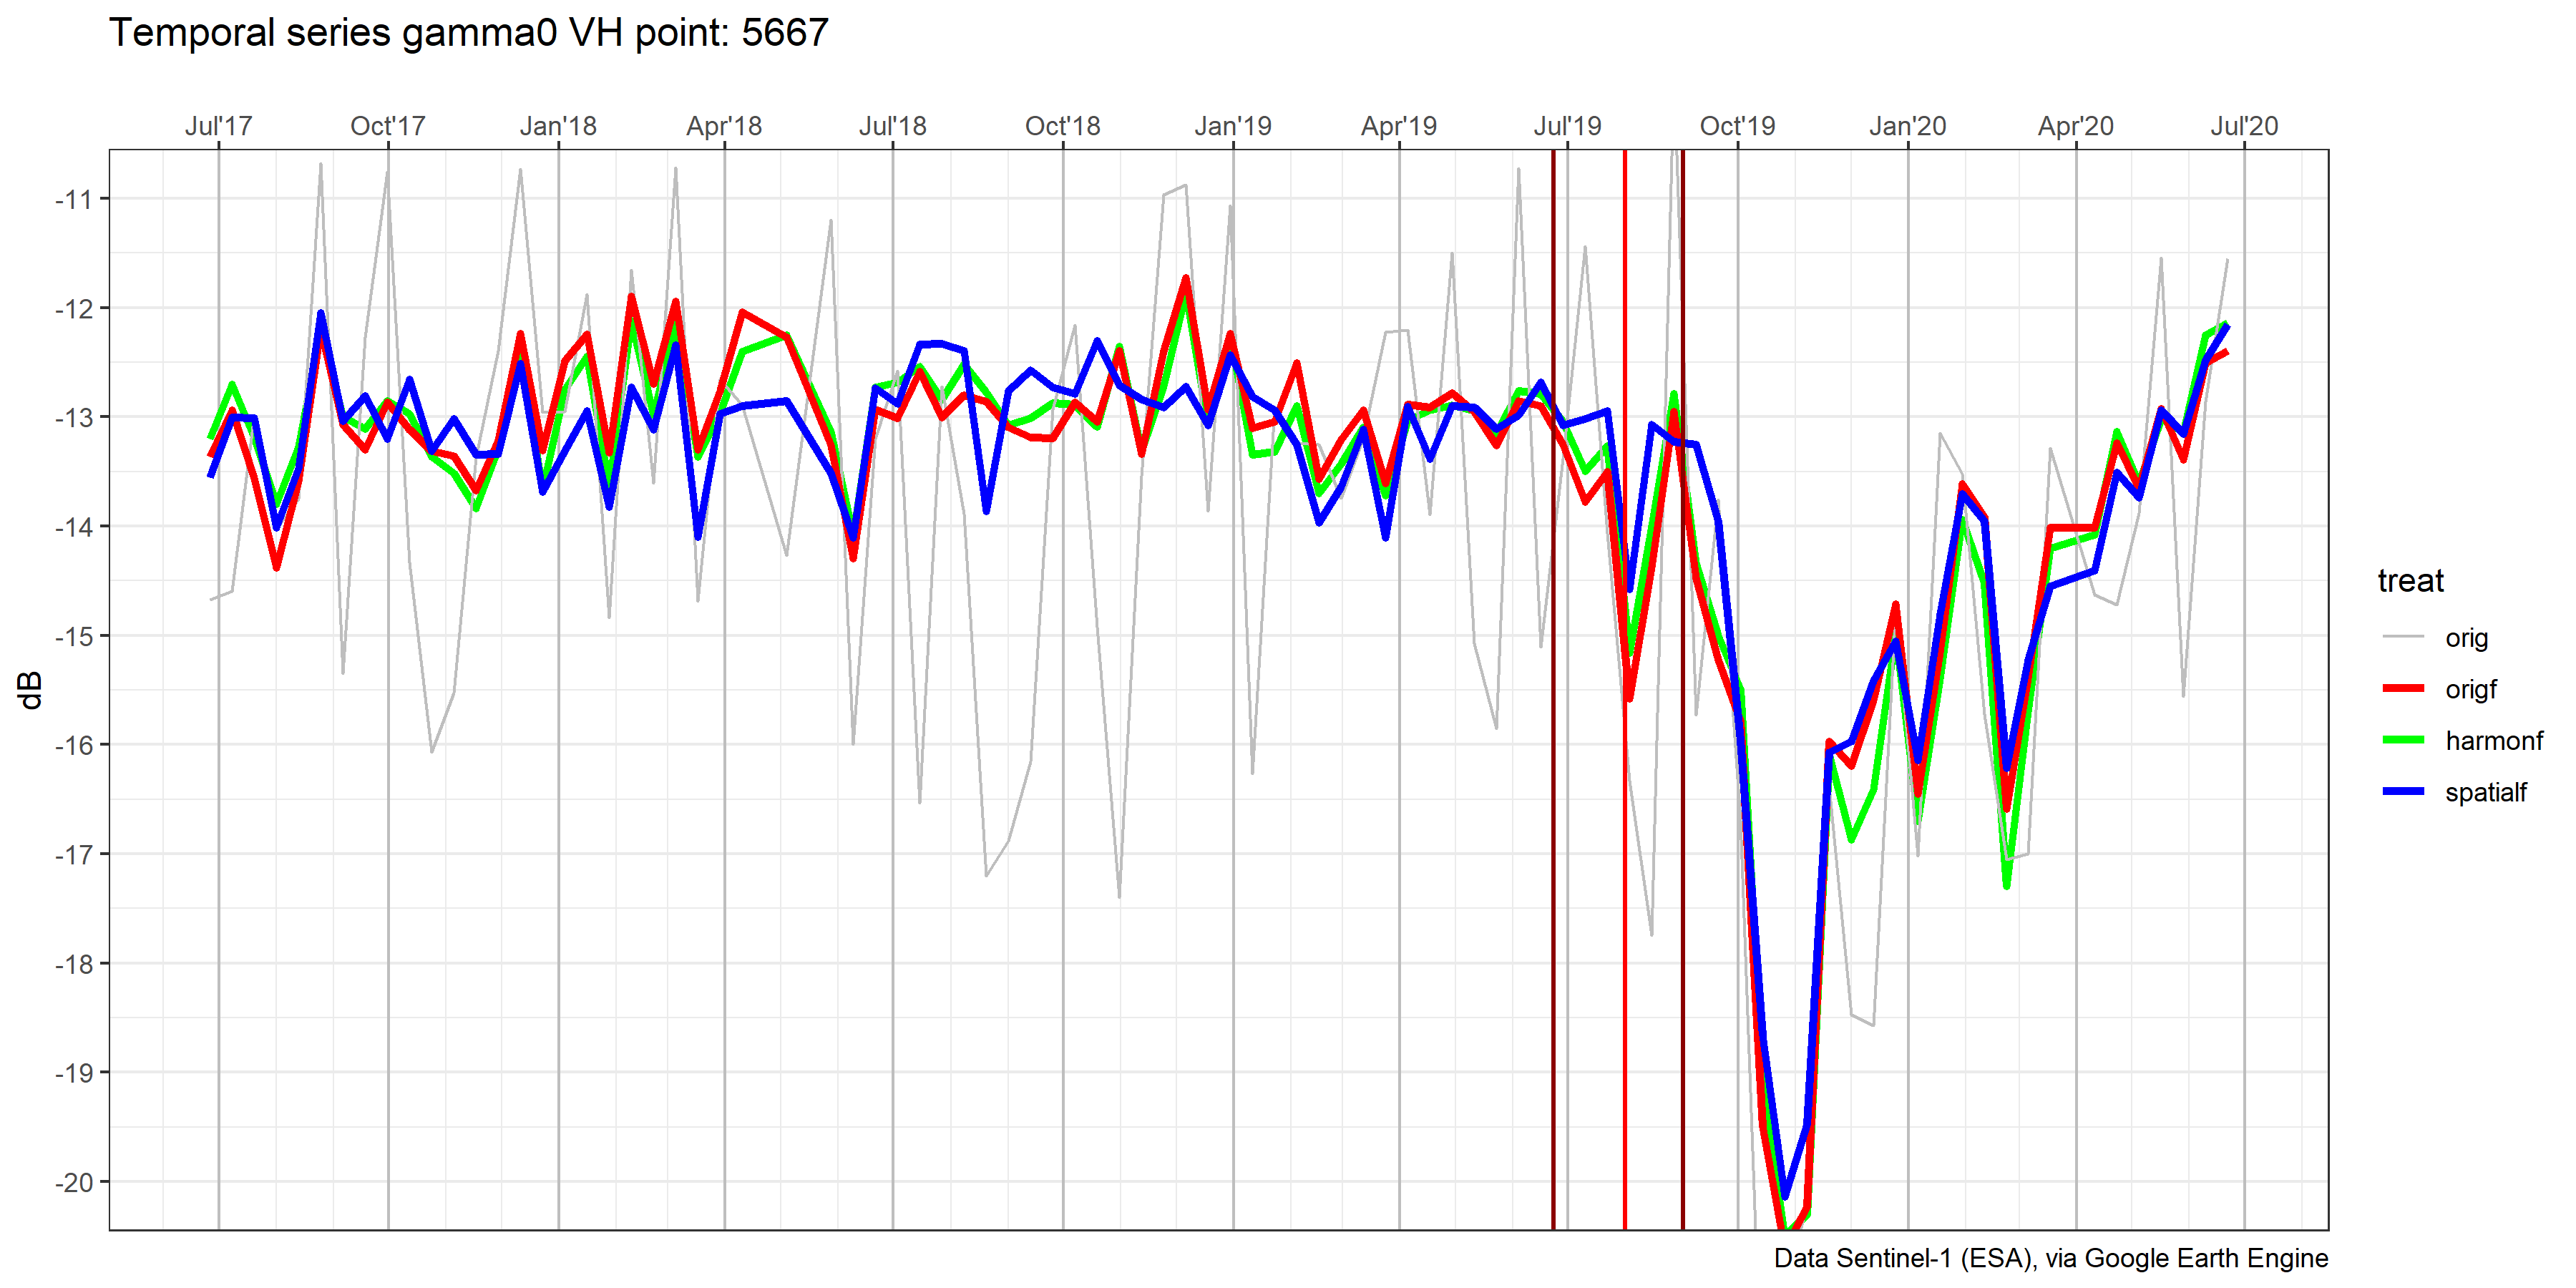 Temporal series gamma0 VH point: 5667
Jul'17 Oct'17 Jan'18 Apr'18 Jul'18 Oct'18 Jan'19 Apr'19 Jul'19 Oct'19 Jan'20 Apr'20 Jul'20
-11
-12
-13
-14
-15
-16
-17
-18
-19
-20
dB
treat
orig
origf
harmonf
spatialf
Data Sentinel-1 (ESA), via Google Earth Engine